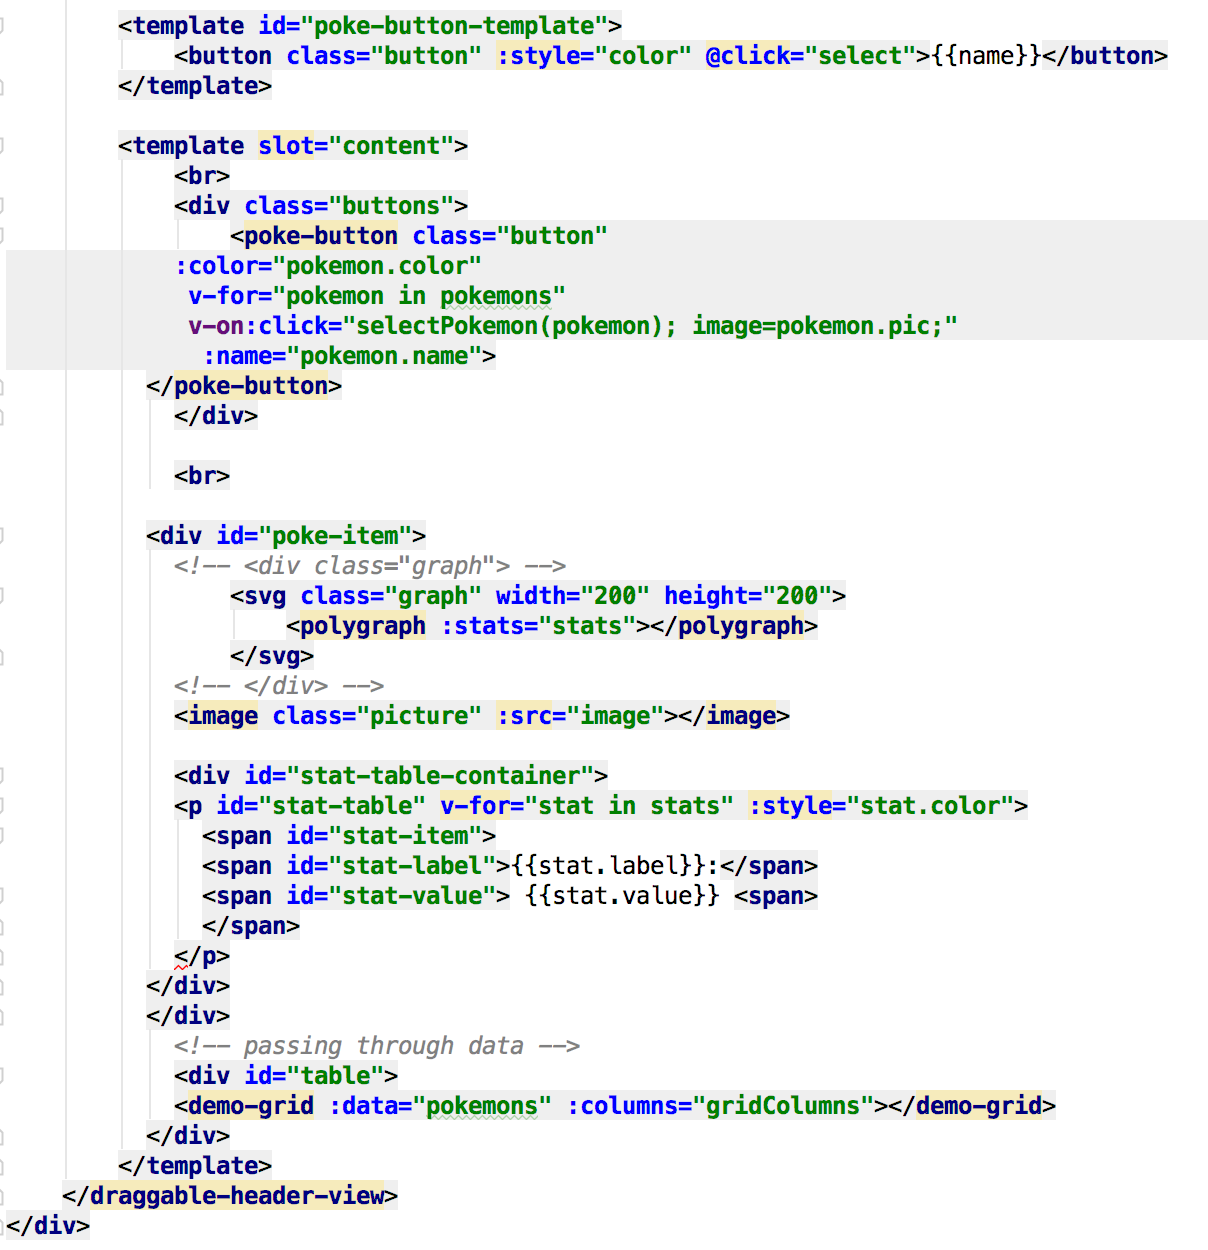 <template id="poke-button-template">
<button class="button" :style="color" @click="select">{{name}}</button>
</template>
<template slot="content">
<br>
<div class="buttons">
<poke-button class="button"
:color="pokemon.color"
v-for="pokemon in pokemons"
v-on:click="selectPokemon(pokemon); image=pokemon.pic;"
:name="pokemon.name">
</poke-button>
</div>
<br>
<div id="poke-item">
<!-- <div class="graph"> -->
<svg class="graph" width="200" height="200">
<polygraph :stats="stats"></polygraph>
</svg>
<!-- </div> -->
<image class="picture" :src="image"></image>
<div id="stat-table-container">
<p id="stat-table" v-for="stat in stats" :style="stat.color">
<span id="stat-item">
<span id="stat-label">{{stat.label}}:</span>
<span id="stat-value"> {{stat.value}} <span>
</span>
</p>
</div>
</div>
<!-- passing through data -->
<div id="table">
<demo-grid :data="pokemons" :columns="gridColumns"></demo-grid>
</div>
</template>
</draggable-header-view>
</div>